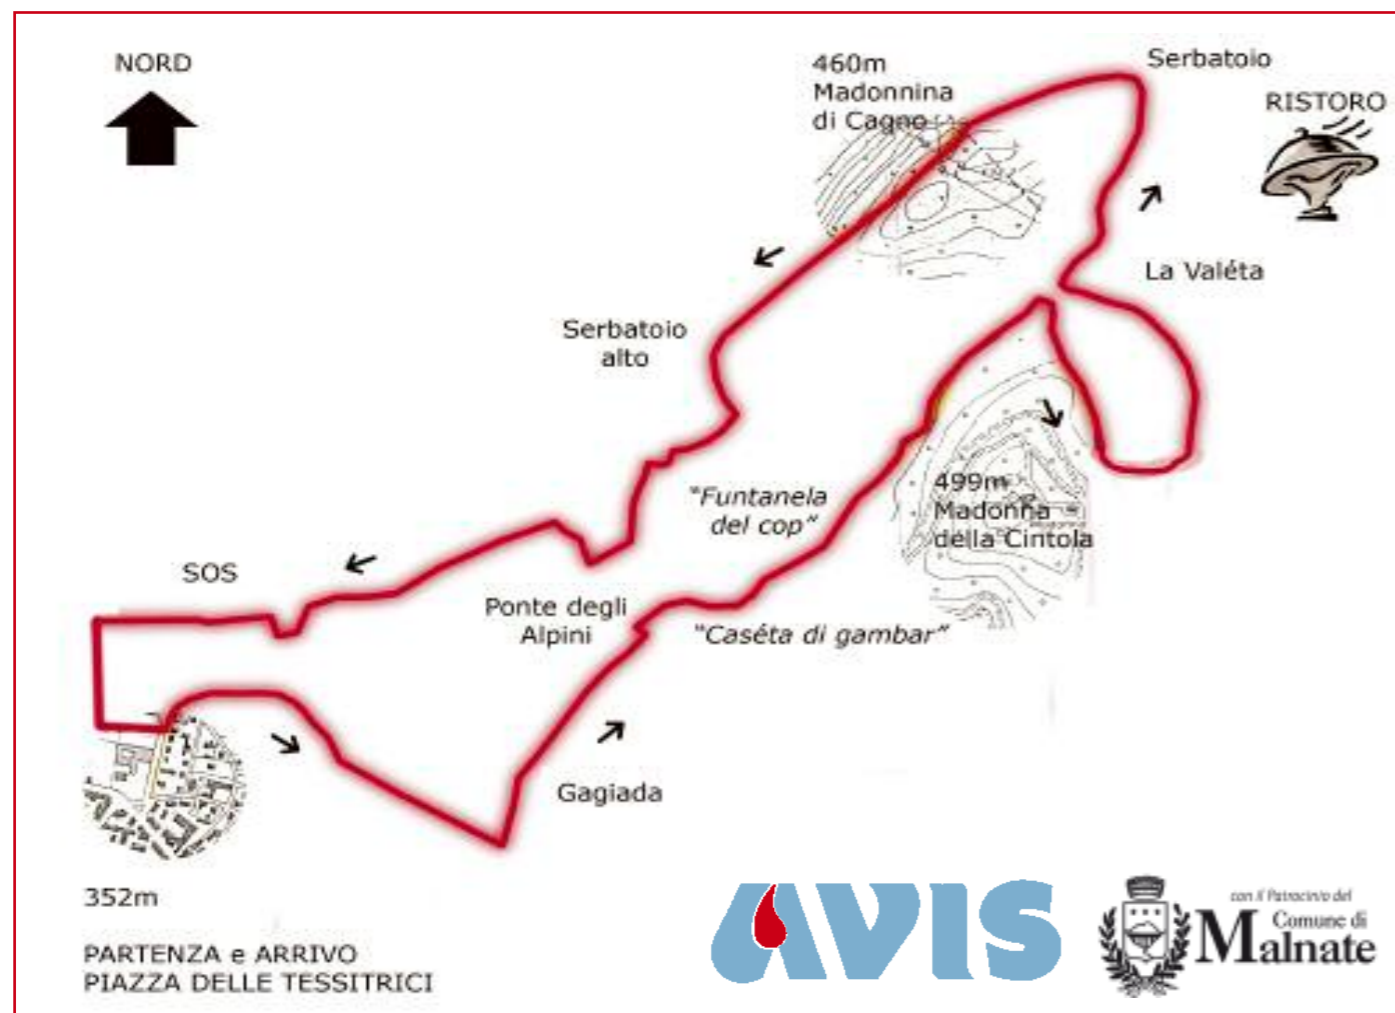 NORD
460m
Madonnina
di Cagno
Serbatoio
RISTORO
La Valéta
Serbatoio
alto
"Funtanela
del cop"
499m
Madonna
della Cintola
SOS
Ponte degli
Alpini
"Caséta di gambar"
Gagiada
352m
PARTENZA e ARRIVO
PIAZZA DELLE TESSITRICI
AVIS
con il Patrocinio del
Comune di
Malnate